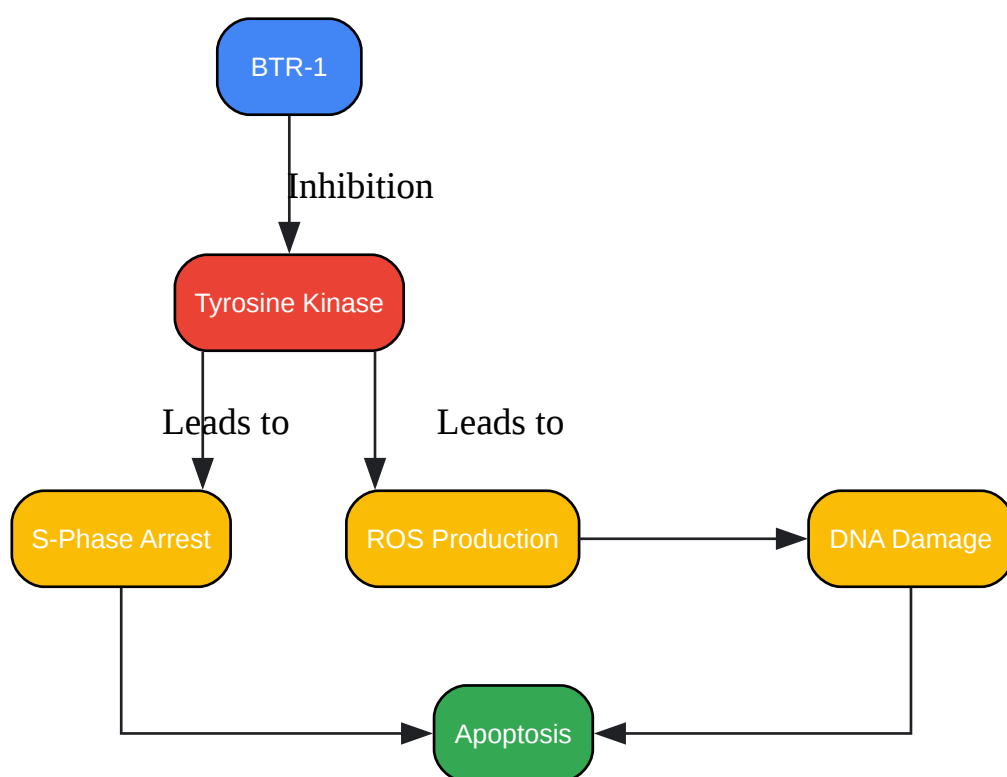 BTR-1
Inhibition
Tyrosine Kinase
Leads to
Leads to
S-Phase Arrest
ROS Production
DNA Damage
Apoptosis